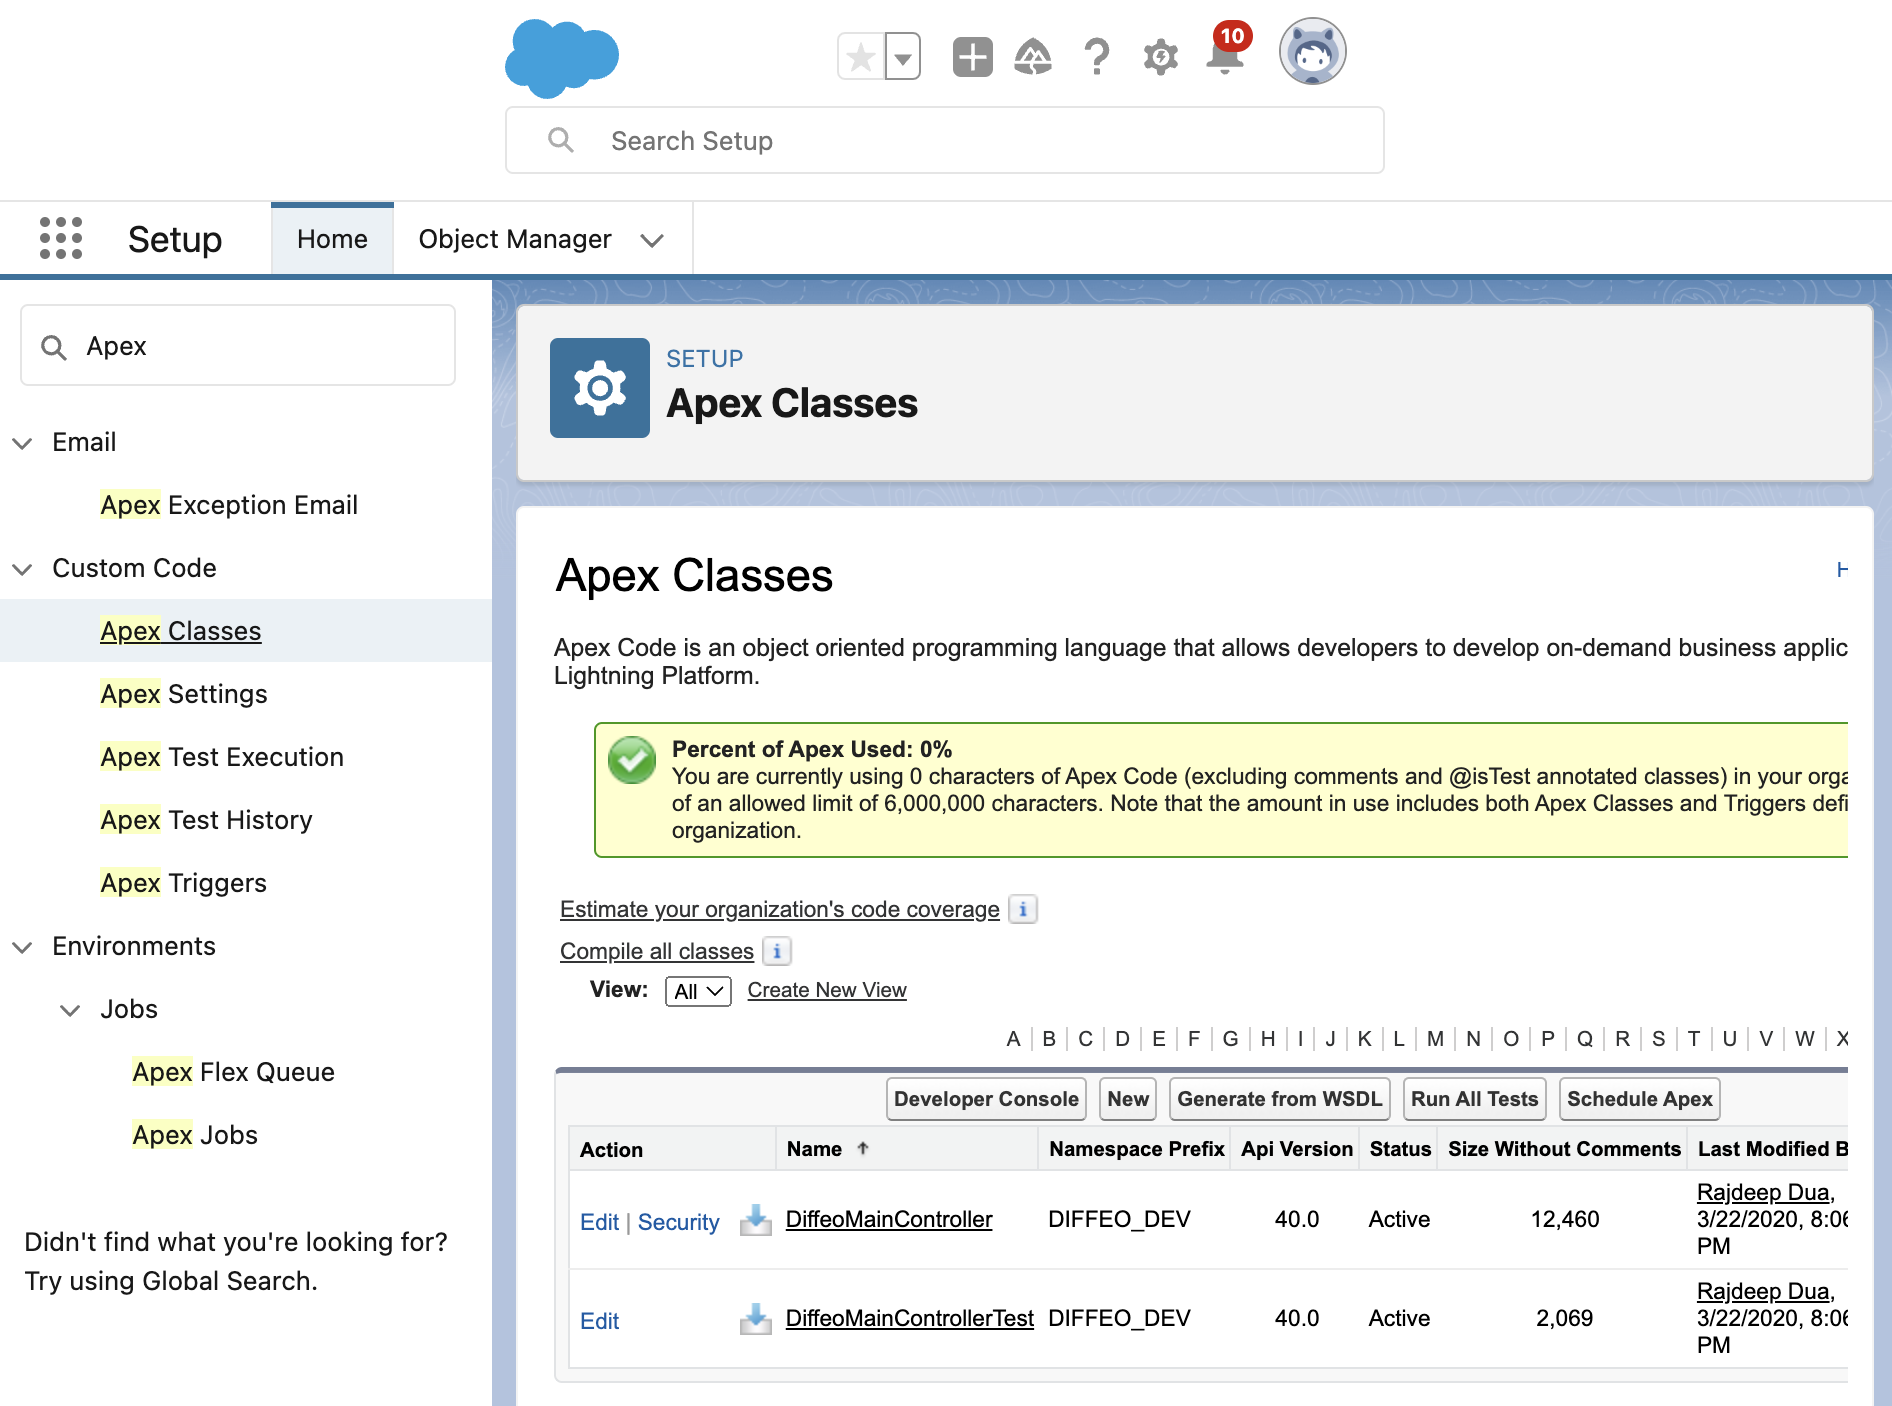 10
Search Setup
Setup
Home
Object Manager
Apex
Email
Apex Exception Email
Custom Code
Apex Classes
Apex Settings
Apex Test Execution
Apex Test History
Apex Triggers
Environments
Jobs
Apex Flex Queue
Apex Jobs
Didn't find what you're looking for?
Try using Global Search.
SETUP
Apex Classes
Apex Classes
H
Apex Code is an object oriented programming language that allows developers to develop on-demand business applic
Lightning Platform.
Percent of Apex Used: 0%
You are currently using 0 characters of Apex Code (excluding comments and @isTest annotated classes) in your orga
of an allowed limit of 6,000,000 characters. Note that the amount in use includes both Apex Classes and Triggers defi
organization.
Estimate your organization's code coverage i
Compile all classes i
View: All Create New View
A | B | C | D | E | F | G | H | I | J | K | L | M | N | O | P | Q | R | S | T | U | V | W | X
Developer Console New Generate from WSDL Run All Tests Schedule Apex
Action Name ↑ Namespace Prefix Api Version Status Size Without Comments Last Modified B
Edit | Security DiffeoMainController DIFFEO_DEV 40.0 Active 12,460 Rajdeep Dua,
3/22/2020, 8:06
PM
Edit DiffeoMainControllerTest DIFFEO_DEV 40.0 Active 2,069 Rajdeep Dua,
3/22/2020, 8:06
PM